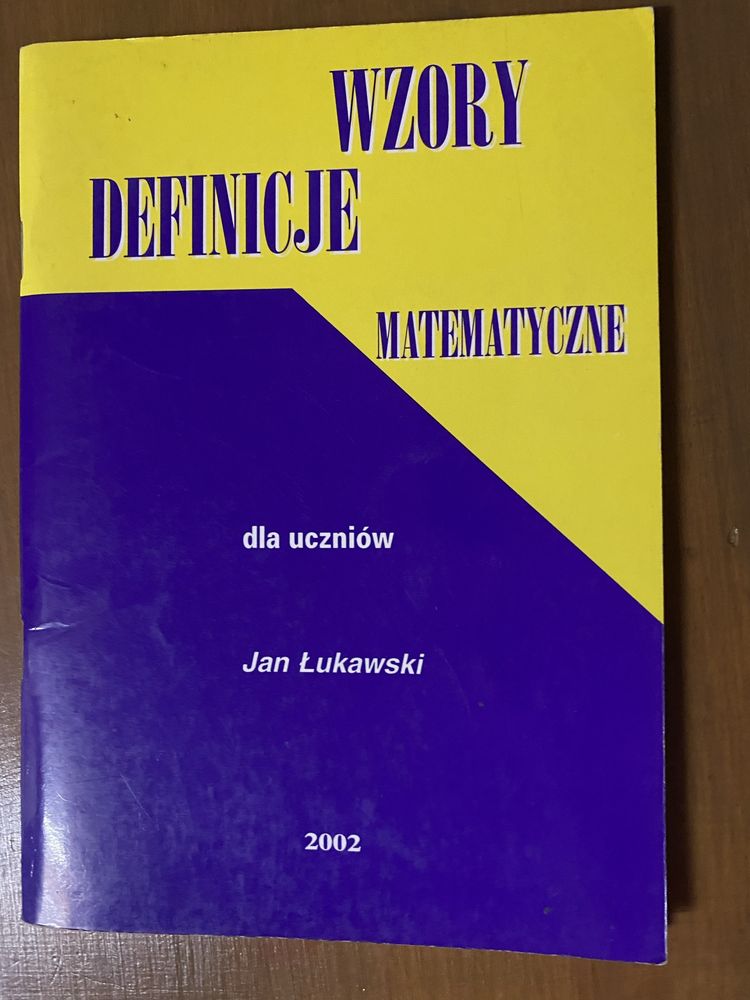 WZORY
DEFINICJE
MATEMATYCZNE
dla uczniów
Jan Łukawski
2002